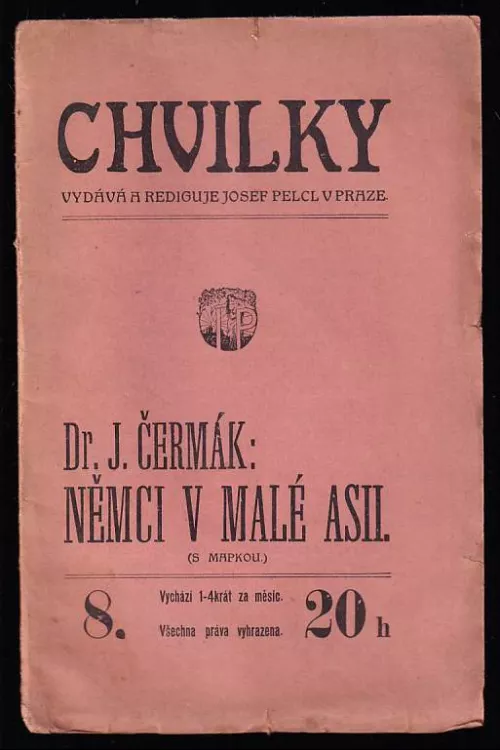 CHVILKY
VYDÁVÁ A REDIGUJE JOSEF PELCL V PRAZE.
Dr. J. ČERMÁK:
NĚMCI V MALÉ ASII.
(S MAPKOU.)
8.
Vychází 1-4krát za měsíc.
Všechna práva vyhrazena.
20 h